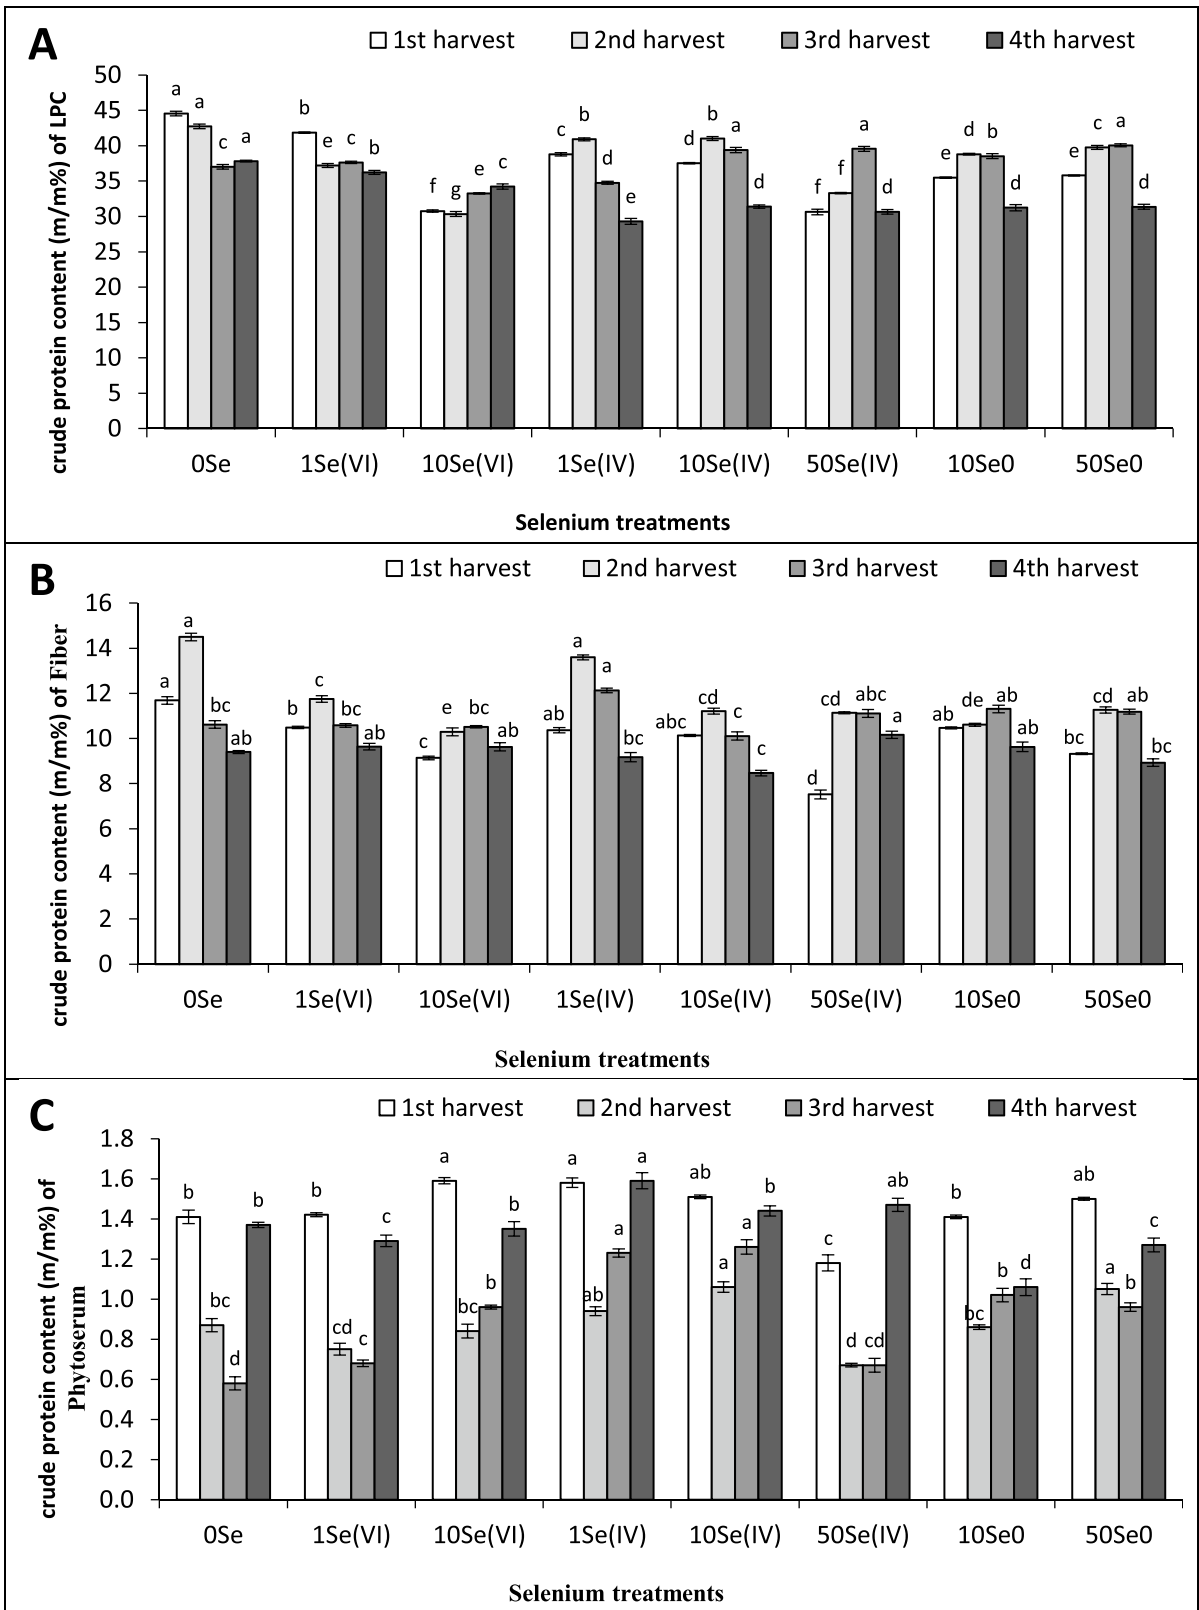 A
1st harvest 2nd harvest 3rd harvest 4th harvest
crude protein content (m/m%) of LPC
50
45
40
35
30
25
20
15
10
5
0
a a c a b e c b f g e c c b d e d b a d f f a d e d b d e c a d
0Se 1Se(VI) 10Se(VI) 1Se(IV) 10Se(IV) 50Se(IV) 10Se0 50Se0
Selenium treatments
B
1st harvest 2nd harvest 3rd harvest 4th harvest
crude protein content (m/m%) of Fiber
16
14
12
10
8
6
4
2
0
a a bc ab b c bc ab c e bc ab ab a a bc abc cd c c d cd abc a ab de ab ab bc cd ab bc
0Se 1Se(VI) 10Se(VI) 1Se(IV) 10Se(IV) 50Se(IV) 10Se0 50Se0
Selenium treatments
C
1st harvest 2nd harvest 3rd harvest 4th harvest
crude protein content (m/m%) of
Phytoserum
1.8
1.6
1.4
1.2
1.0
0.8
0.6
0.4
0.2
0.0
b bc d b b cd c c a bc b b a ab a a ab a a b c d cd ab b bc b d ab a b c
0Se 1Se(VI) 10Se(VI) 1Se(IV) 10Se(IV) 50Se(IV) 10Se0 50Se0
Selenium treatments